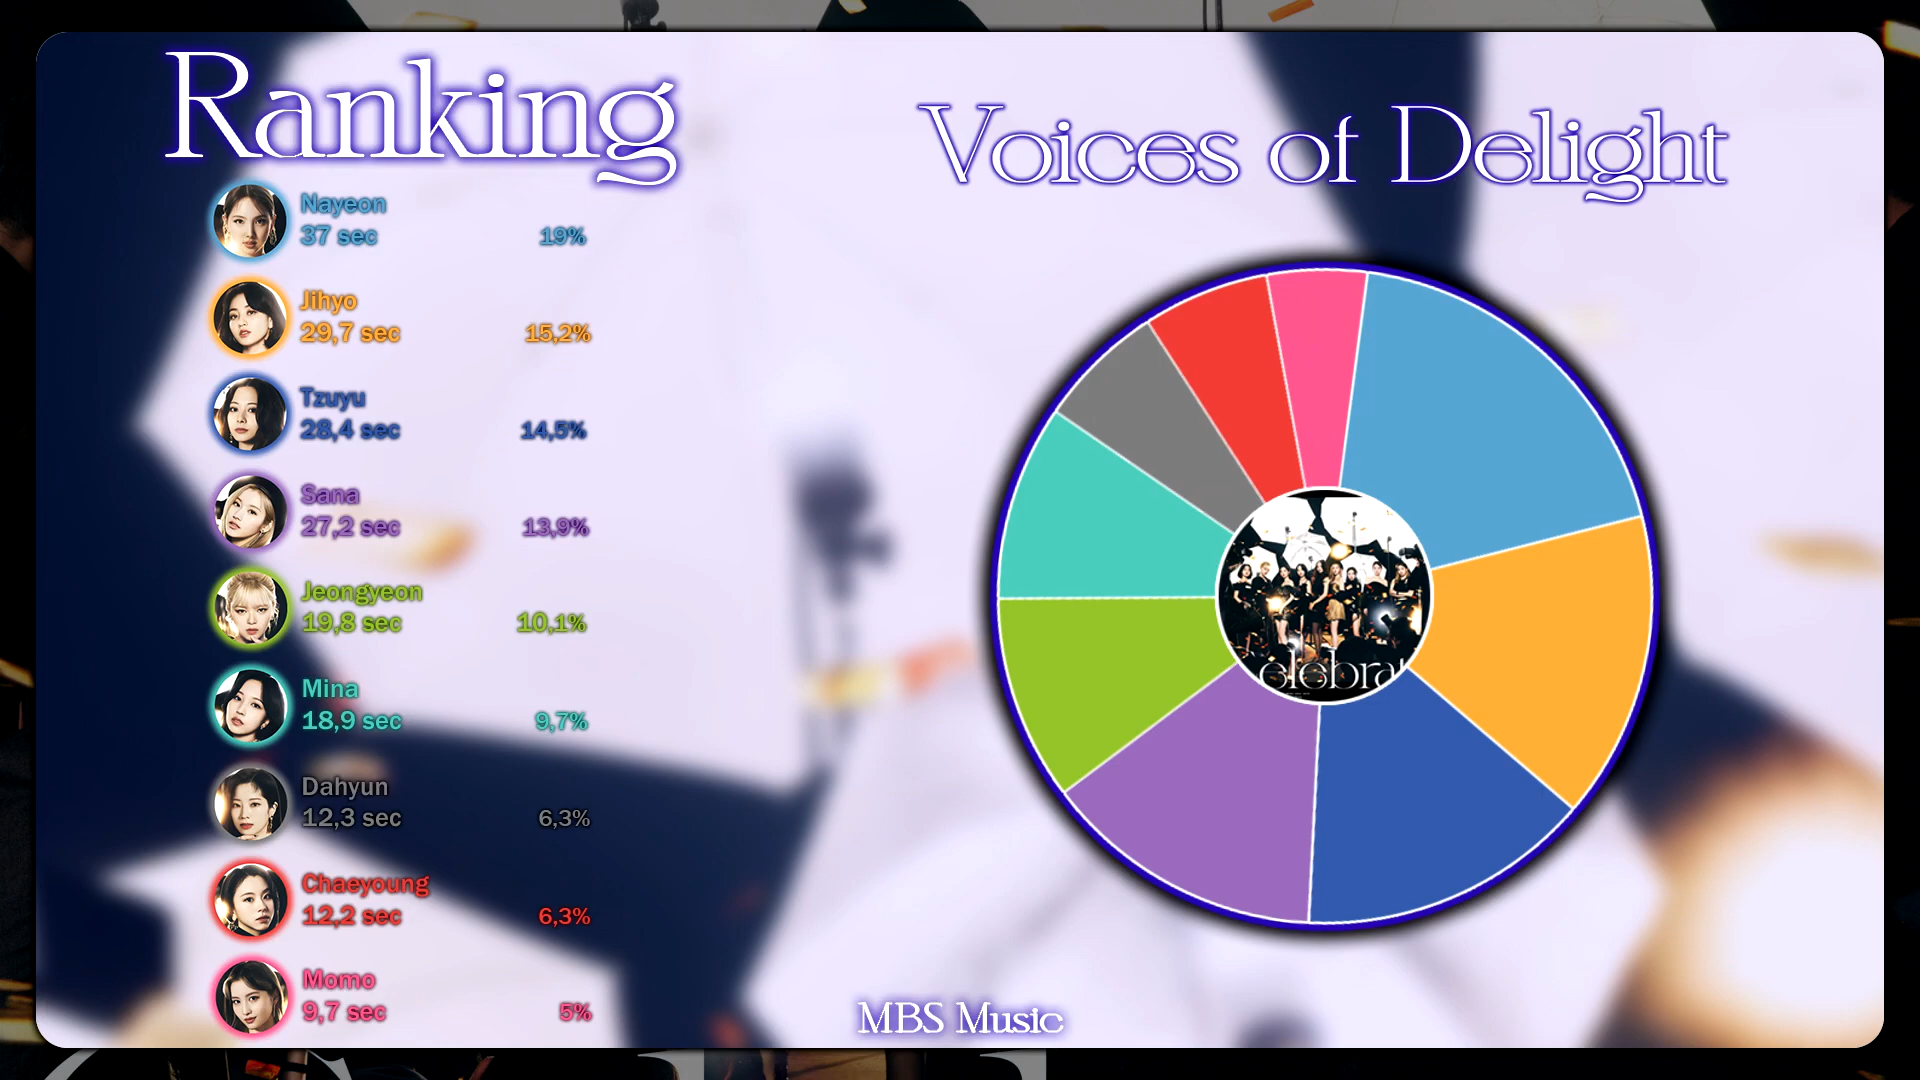 Ranking
Voices of Delight
Nayeon
37 sec 19%
Jihyo
29,7 sec 15,2%
Tzuyu
28,4 sec 14,5%
Sana
27,2 sec 13,9%
Jeongyeon
19,8 sec 10,1%
Mina
18,9 sec 9,7%
Dahyun
12,3 sec 6,3%
Chaeyoung
12,2 sec 6,3%
Momo
9,7 sec 5%
elebra
MBS Music